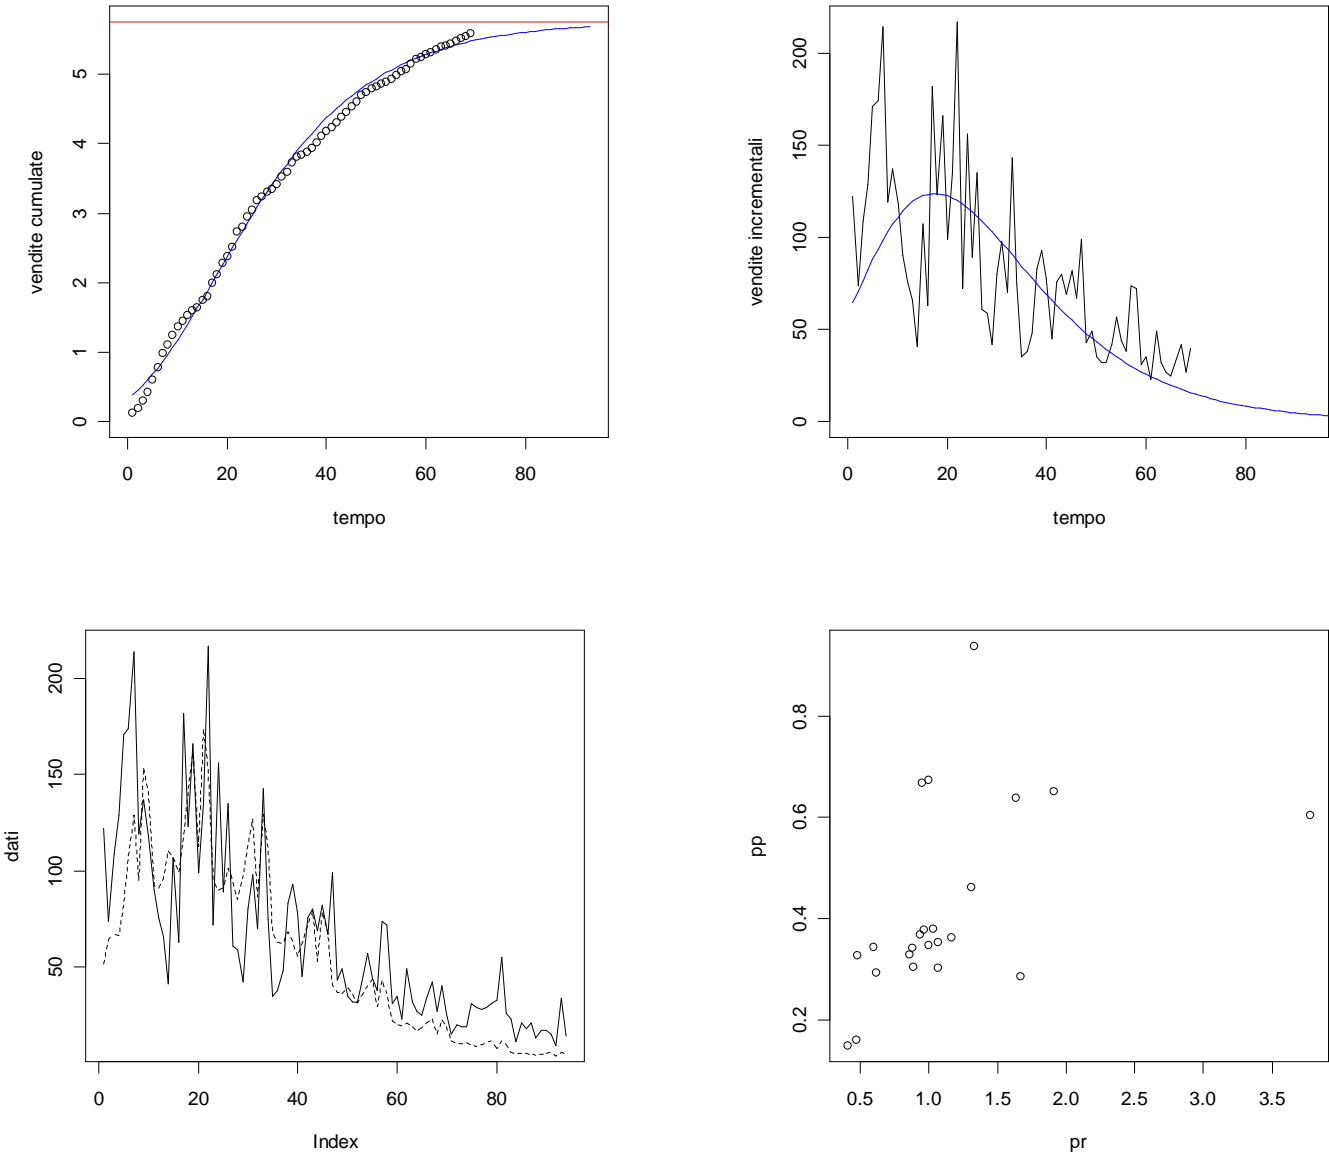 vendite cumulate
0 1 2 3 4 5
0 20 40 60 80
tempo
vendite incrementali
0 50 100 150 200
0 20 40 60 80
tempo
dati
50 100 150 200
0 20 40 60 80
Index
pp
0.2 0.4 0.6 0.8
0.5 1.0 1.5 2.0 2.5 3.0 3.5
pr